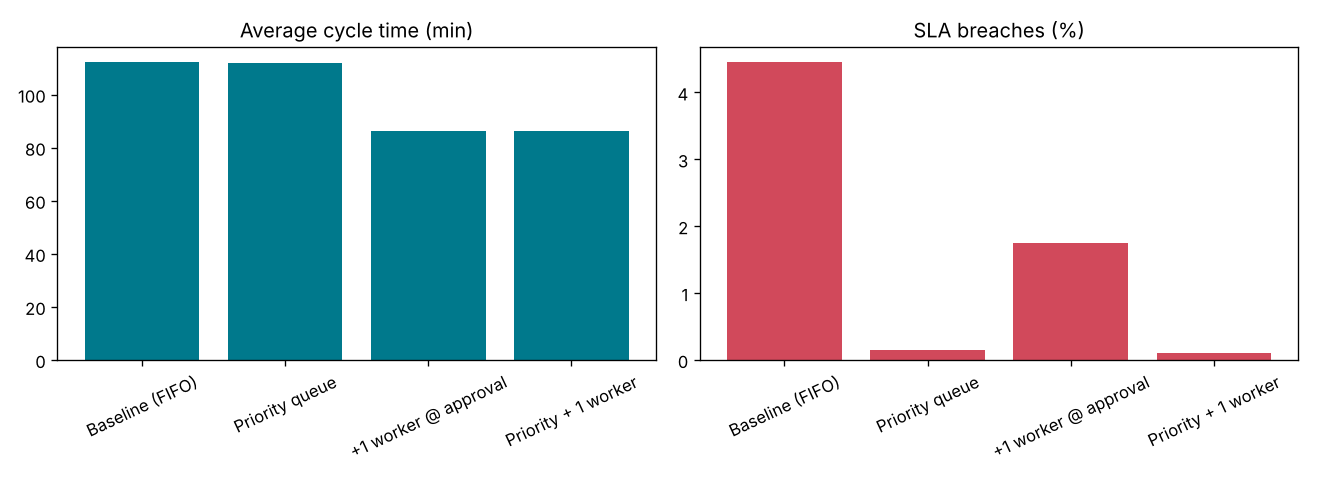 Average cycle time (min)
100
80
60
40
20
0
Baseline (FIFO)
Priority queue
+1 worker @ approval
Priority + 1 worker
SLA breaches (%)
4
3
2
1
0
Baseline (FIFO)
Priority queue
+1 worker @ approval
Priority + 1 worker